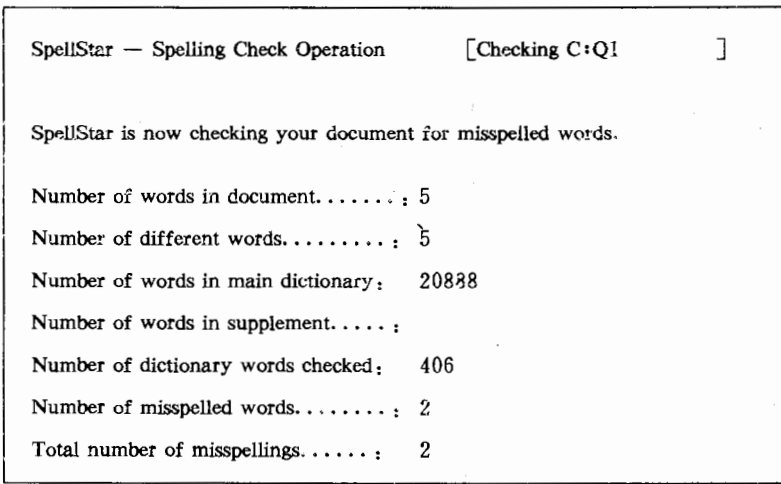 SpellStar — Spelling Check Operation [Checking C:Q1 ]
SpellStar is now checking your document for misspelled words.
Number of words in document. . . . . . . : 5
Number of different words. . . . . . . . . : 5
Number of words in main dictionary: 20838
Number of words in supplement. . . . . :
Number of dictionary words checked: 406
Number of misspelled words. . . . . . . . : 2
Total number of misspellings. . . . . . : 2